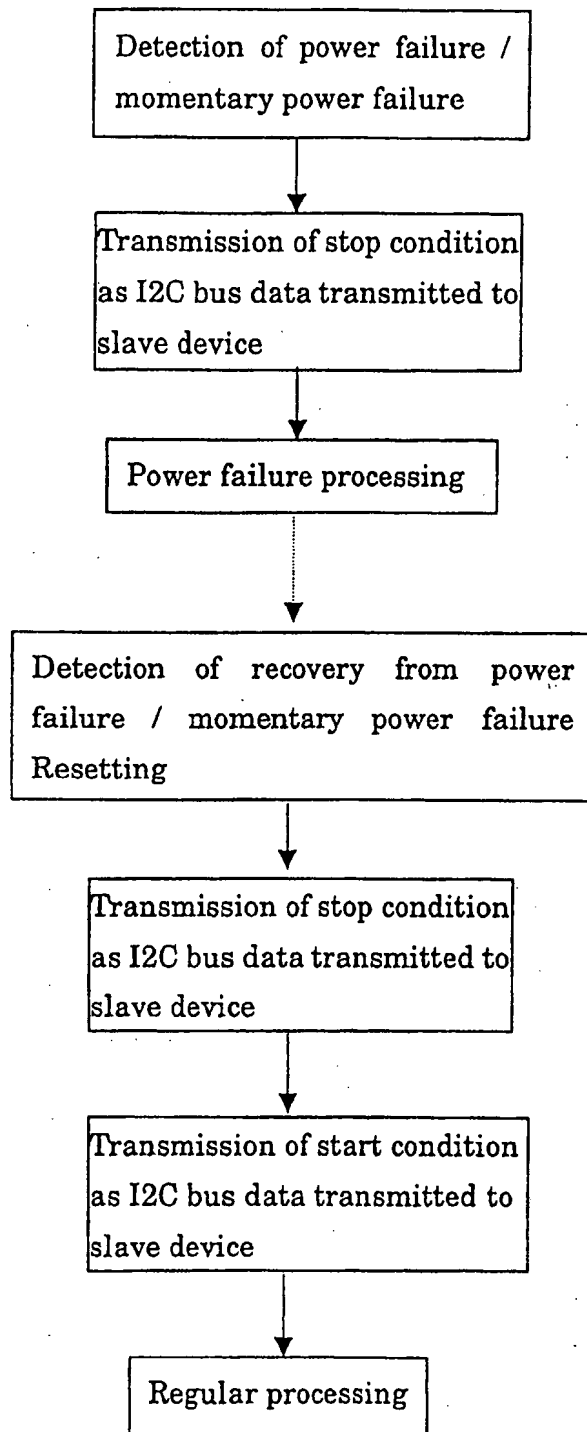 Detection of power failure /
momentary power failure
Transmission of stop condition
as I2C bus data transmitted to
slave device
Power failure processing
Detection of recovery from power
failure / momentary power failure
Resetting
Transmission of stop condition
as I2C bus data transmitted to
slave device
Transmission of start condition
as I2C bus data transmitted to
slave device
Regular processing